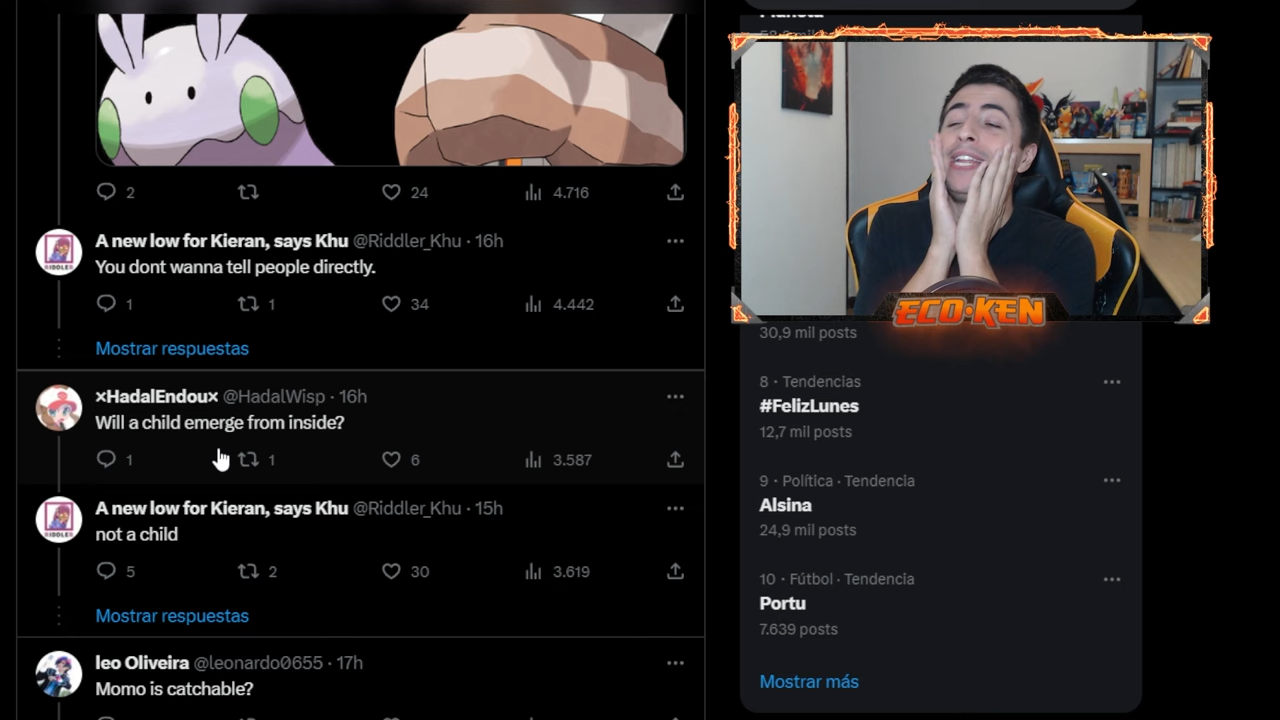 2 24 4.716
A new low for Kieran, says Khu @Riddler_Khu · 16h
You dont wanna tell people directly.
1 1 34 4.442
Mostrar respuestas
×HadalEndou× @HadalWisp · 16h
Will a child emerge from inside?
1 1 6 3.587
A new low for Kieran, says Khu @Riddler_Khu · 15h
not a child
5 2 30 3.619
Mostrar respuestas
leo Oliveira @leonardo0655 · 17h
Momo is catchable?
ECO·KEN
30,9 mil posts
8 · Tendencias
#FelizLunes
12,7 mil posts
9 · Política · Tendencia
Alsina
24,9 mil posts
10 · Fútbol · Tendencia
Portu
7.639 posts
Mostrar más